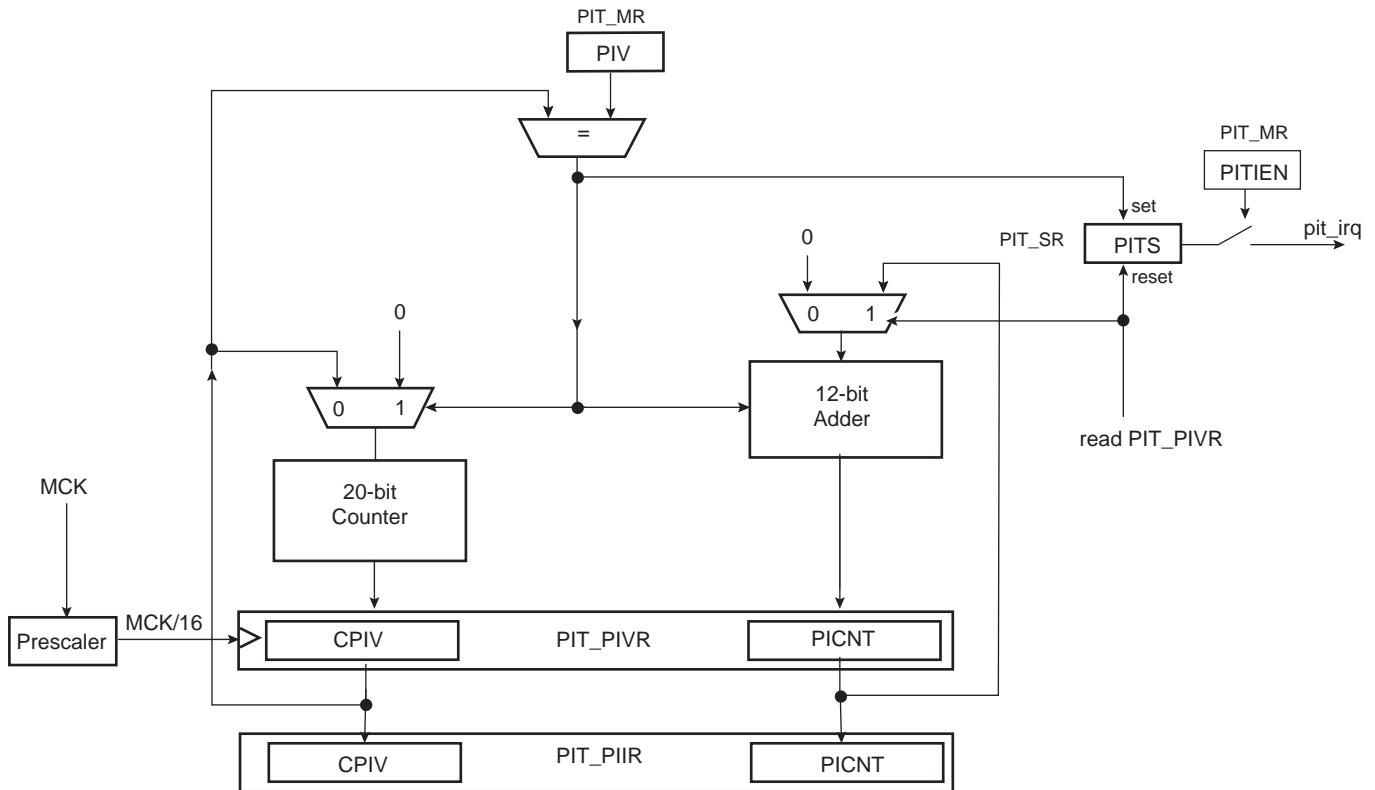 PIT_MR
PIV
=
PIT_MR
PITIEN
set
PIT_SR
PITS
pit_irq
reset
0
0 1
0
0 1
12-bit
Adder
read PIT_PIVR
MCK
20-bit
Counter
Prescaler
MCK/16
CPIV
PIT_PIVR
PICNT
CPIV
PIT_PIIR
PICNT